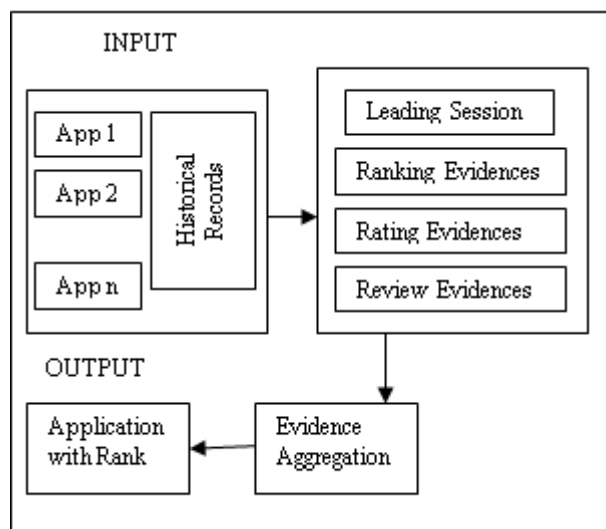 INPUT
App 1
App 2
App n
Historical
Records
Leading Session
Ranking Evidences
Rating Evidences
Review Evidences
OUTPUT
Application
with Rank
Evidence
Aggregation